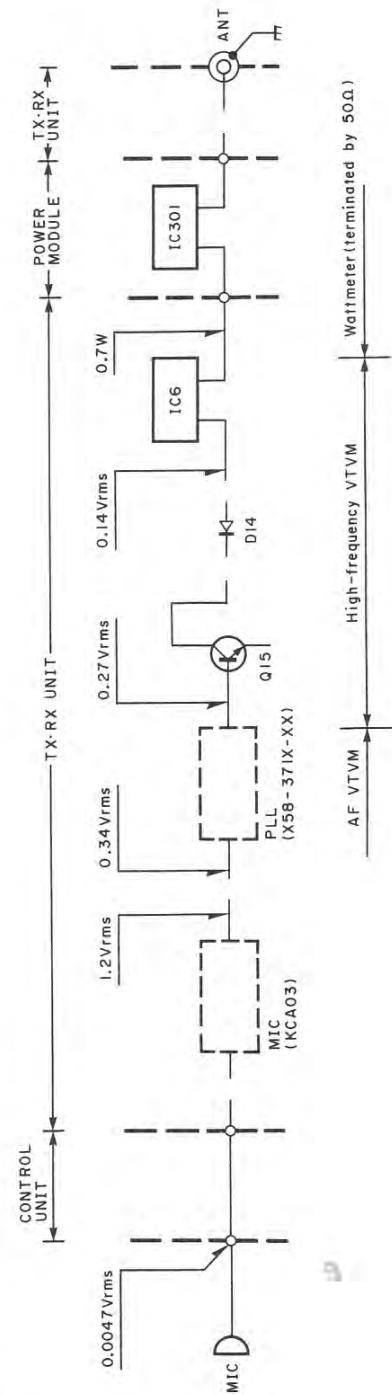 CONTROL
UNIT
TX·RX UNIT
POWER
MODULE
TX·RX
UNIT
0.0047Vrms
1.2Vrms
0.34Vrms
0.27Vrms
0.14Vrms
0.7W
MIC
MIC
(KCA03)
PLL
(X58-371X-XX)
Q15
D14
IC6
IC301
ANT
AF VTVM
High-frequency VTVM
Wattmeter (terminated by 50Ω)